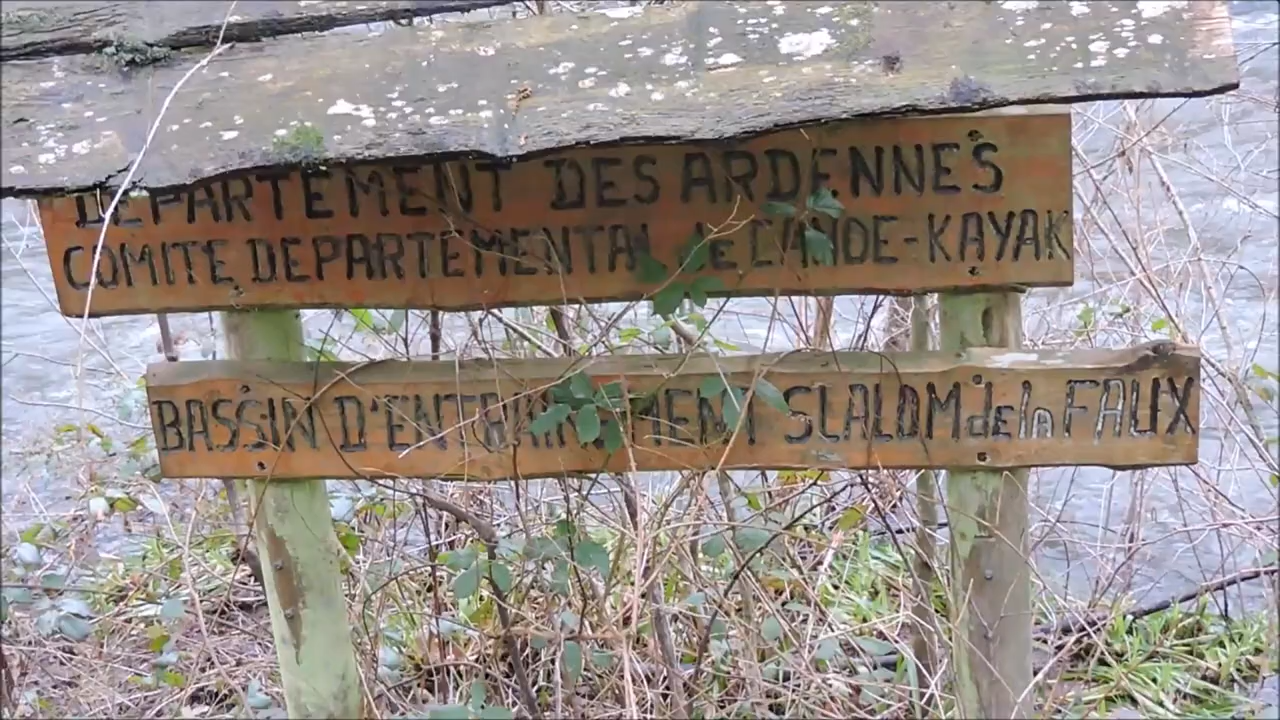 DEPARTEMENT DES ARDENNES
COMITE DEPARTEMENTAL de CANOE-KAYAK
BASSIN D'ENTRAINEMENT SLALOM de la FAUX